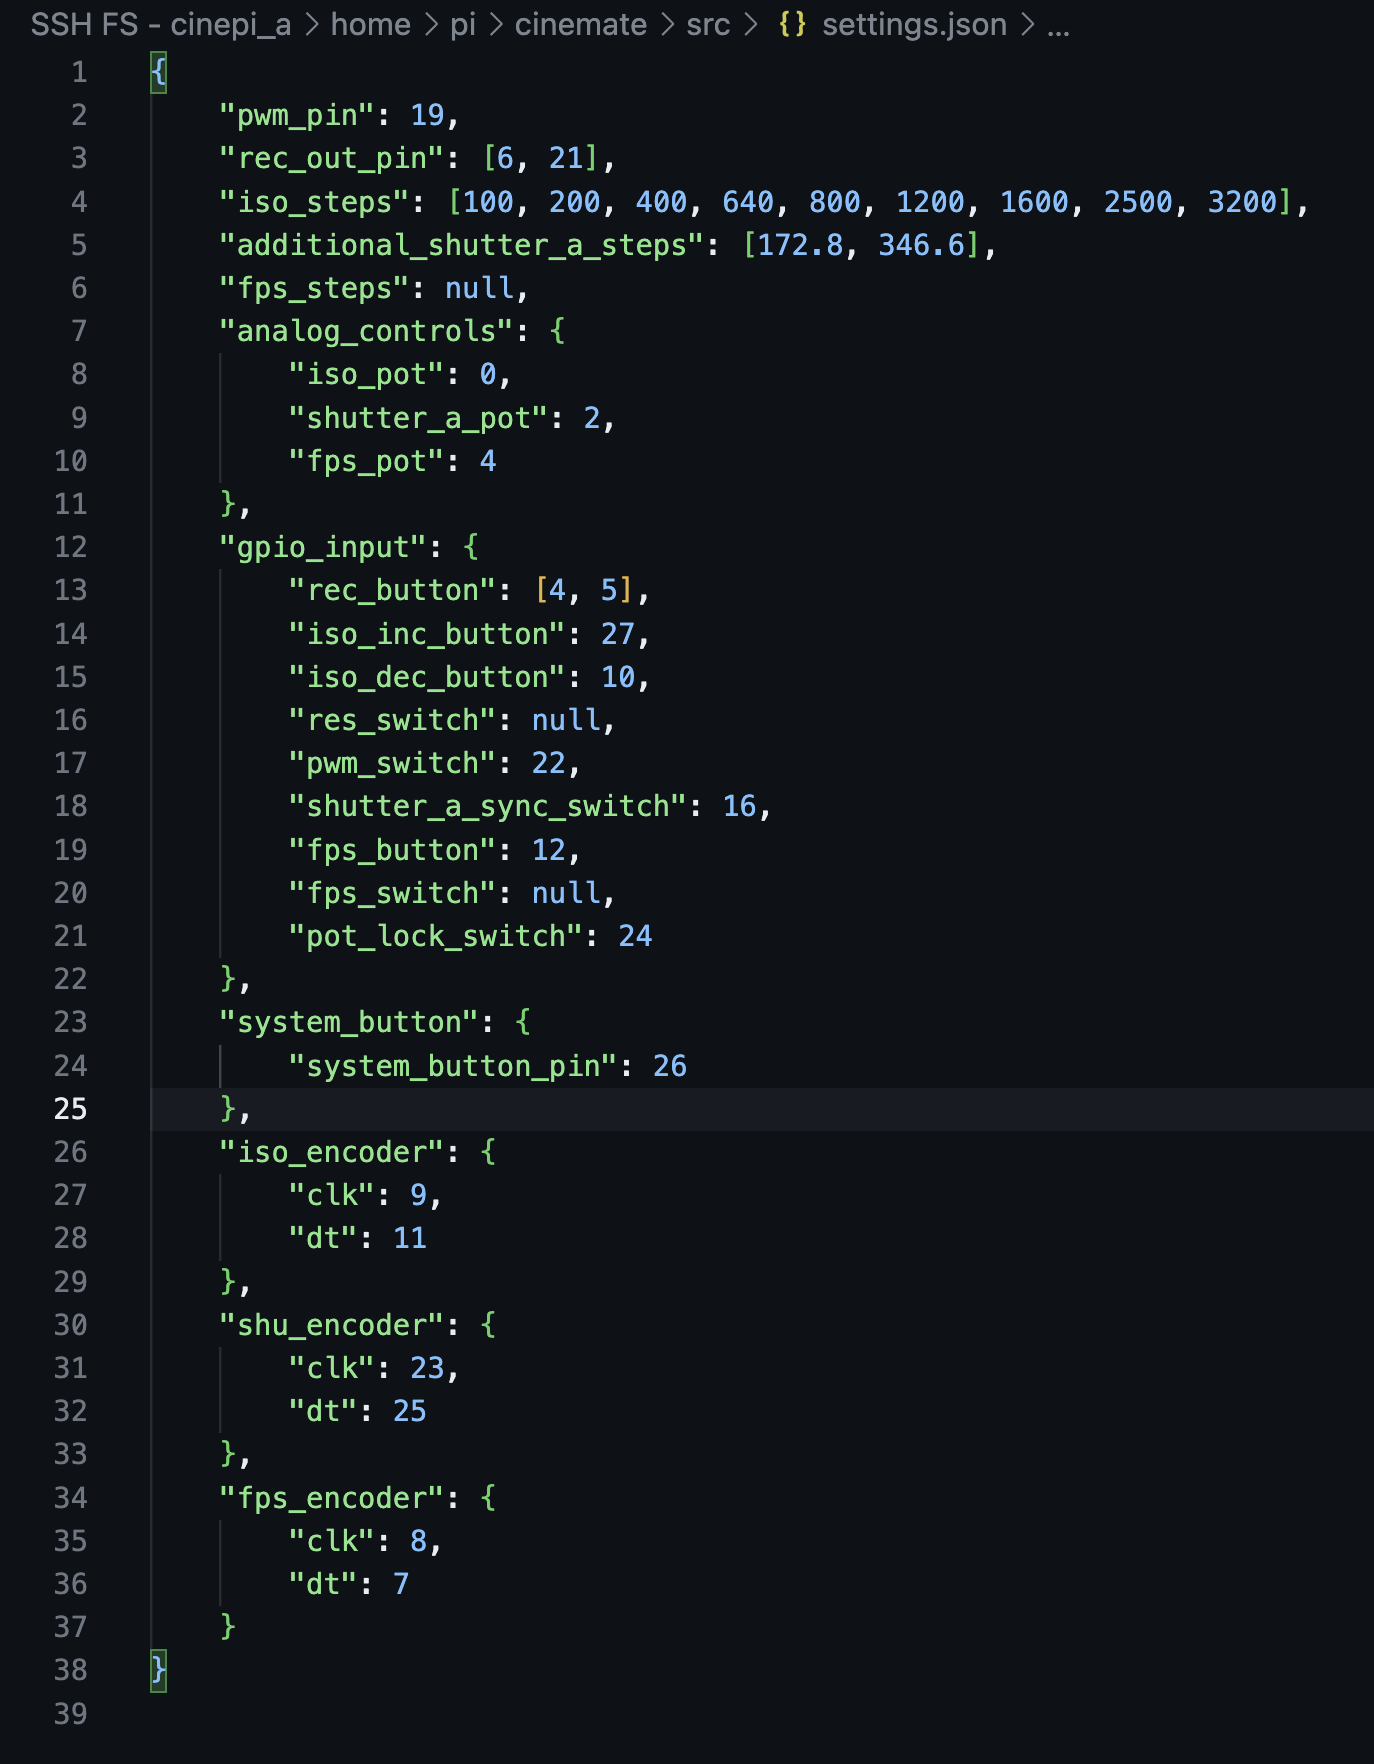 SSH FS - cinepi_a > home > pi > cinemate > src > {} settings.json > ...
1 {
2     "pwm_pin": 19,
3     "rec_out_pin": [6, 21],
4     "iso_steps": [100, 200, 400, 640, 800, 1200, 1600, 2500, 3200],
5     "additional_shutter_a_steps": [172.8, 346.6],
6     "fps_steps": null,
7     "analog_controls": {
8         "iso_pot": 0,
9         "shutter_a_pot": 2,
10         "fps_pot": 4
11     },
12     "gpio_input": {
13         "rec_button": [4, 5],
14         "iso_inc_button": 27,
15         "iso_dec_button": 10,
16         "res_switch": null,
17         "pwm_switch": 22,
18         "shutter_a_sync_switch": 16,
19         "fps_button": 12,
20         "fps_switch": null,
21         "pot_lock_switch": 24
22     },
23     "system_button": {
24         "system_button_pin": 26
25     },
26     "iso_encoder": {
27         "clk": 9,
28         "dt": 11
29     },
30     "shu_encoder": {
31         "clk": 23,
32         "dt": 25
33     },
34     "fps_encoder": {
35         "clk": 8,
36         "dt": 7
37     }
38 }
39